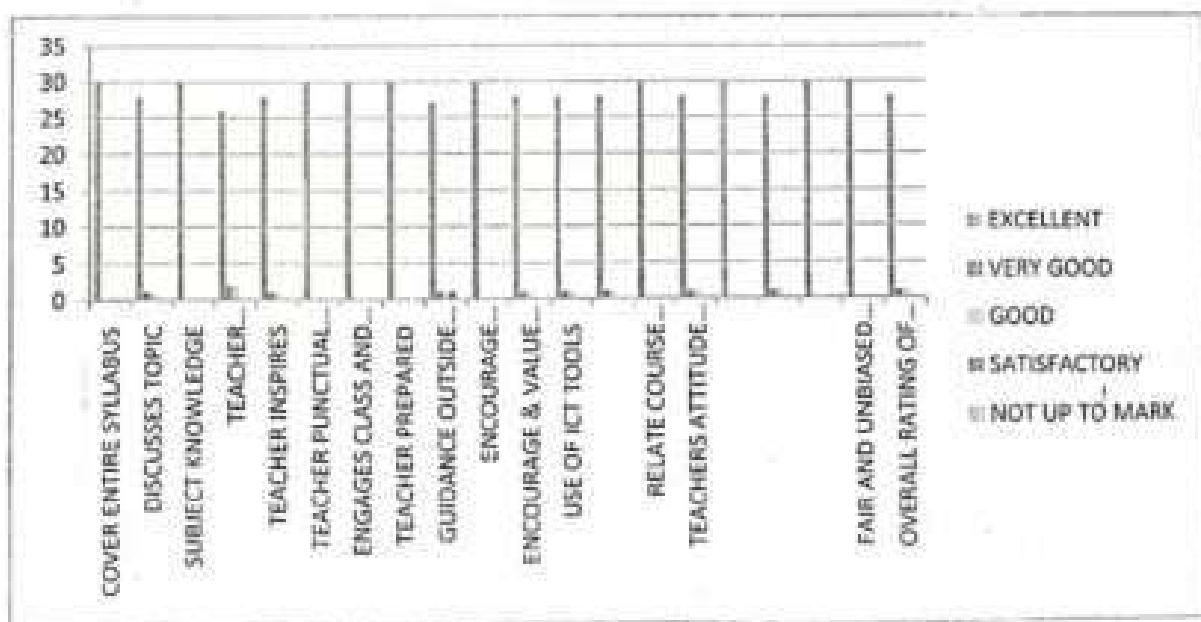 35
30
25
20
15
10
5
0
COVER ENTIRE SYLLABUS
DISCUSSES TOPIC
SUBJECT KNOWLEDGE
TEACHER...
TEACHER INSPIRES
TEACHER PUNCTUAL...
ENGAGES CLASS AND...
TEACHER PREPARED
GUIDANCE OUTSIDE...
ENCOURAGE...
ENCOURAGE & VALUE...
USE OF ICT TOOLS
RELATE COURSE...
TEACHERS ATTITUDE...
FAIR AND UNBIASED...
OVERALL RATING OF...
EXCELLENT
VERY GOOD
GOOD
SATISFACTORY
NOT UP TO MARK